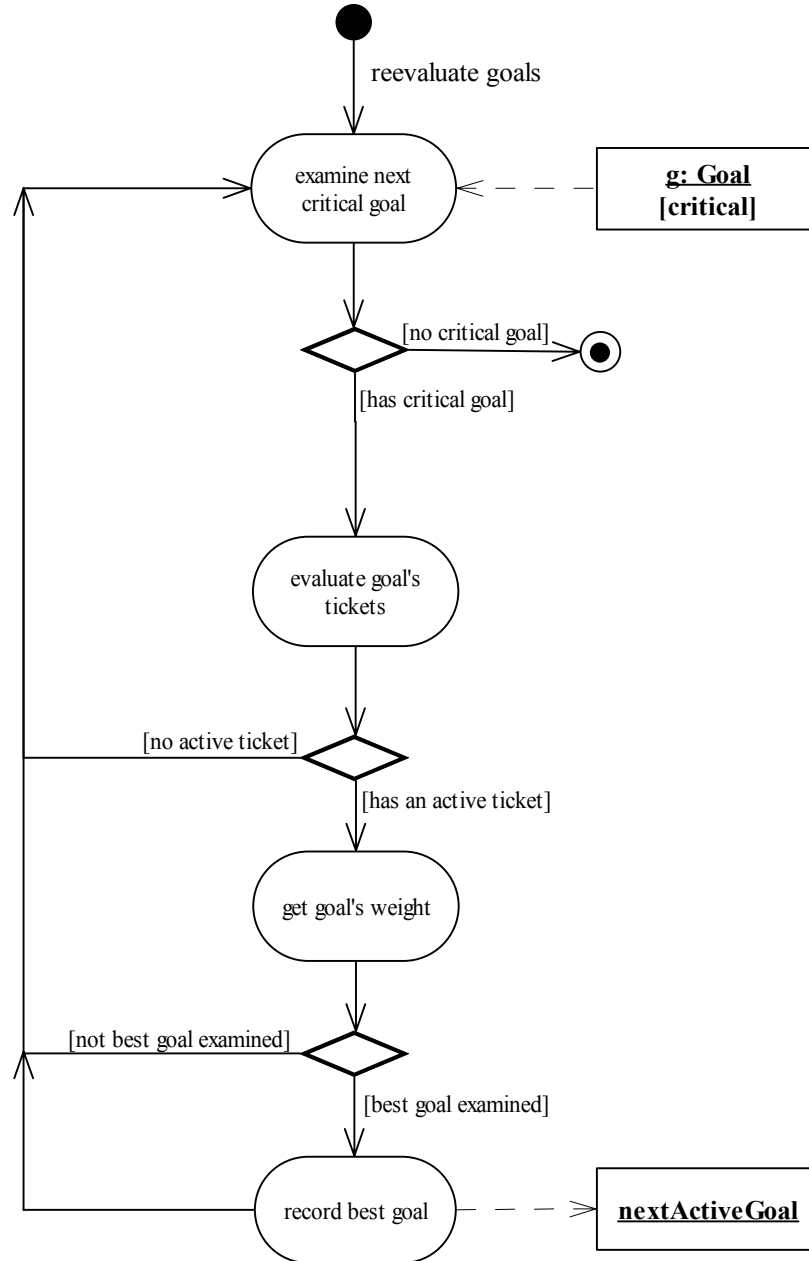 reevaluate goals
examine next
critical goal
g: Goal
[critical]
[no critical goal]
[has critical goal]
evaluate goal's
tickets
[no active ticket]
[has an active ticket]
get goal's weight
[not best goal examined]
[best goal examined]
record best goal
nextActiveGoal